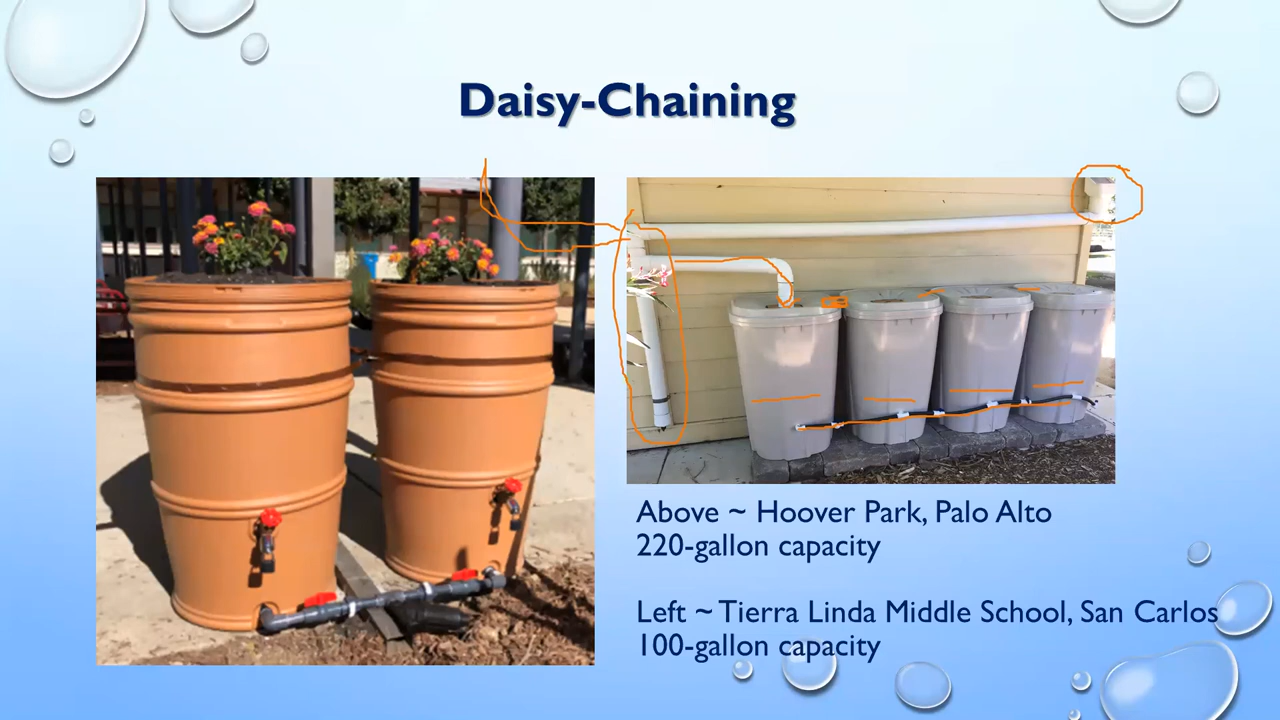 Daisy-Chaining
Above ~ Hoover Park, Palo Alto
220-gallon capacity
Left ~ Tierra Linda Middle School, San Carlos
100-gallon capacity